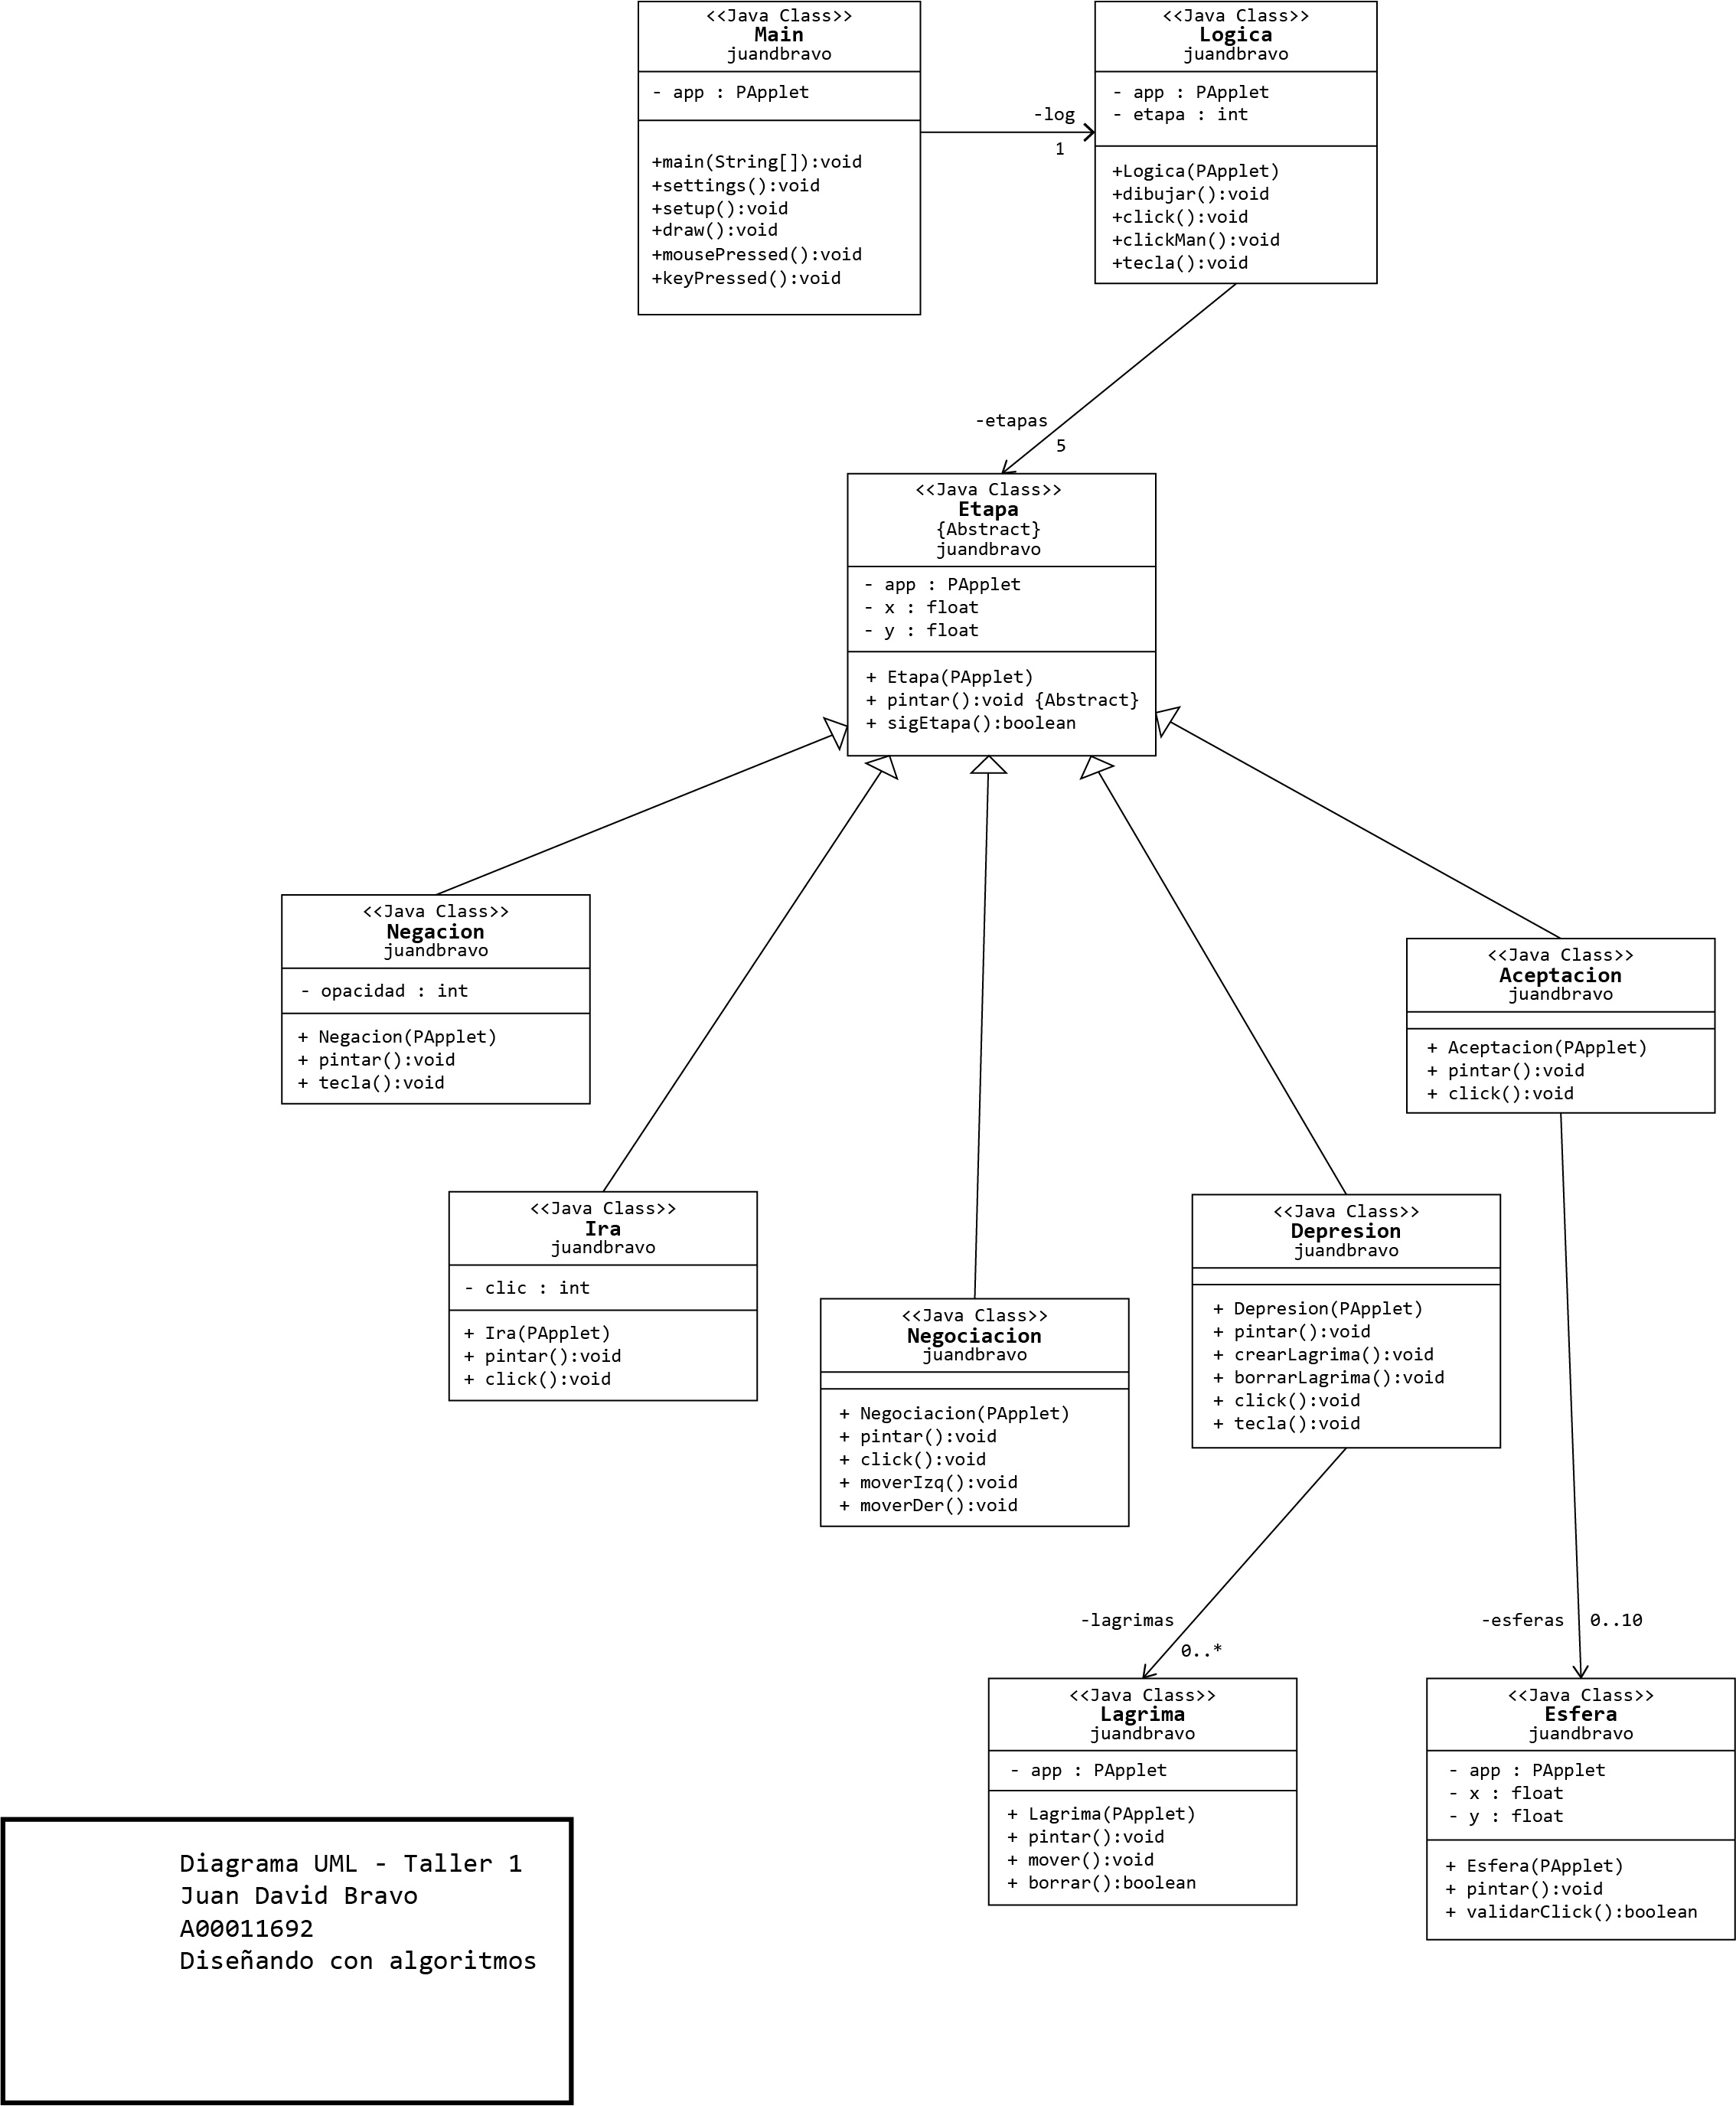 <<Java Class>>
Main
juandbravo
- app : PApplet
+main(String[]):void
+settings():void
+setup():void
+draw():void
+mousePressed():void
+keyPressed():void
-log
1
<<Java Class>>
Logica
juandbravo
- app : PApplet
- etapa : int
+Logica(PApplet)
+dibujar():void
+click():void
+clickMan():void
+tecla():void
-etapas
5
<<Java Class>>
Etapa
{Abstract}
juandbravo
- app : PApplet
- x : float
- y : float
+ Etapa(PApplet)
+ pintar():void {Abstract}
+ sigEtapa():boolean
<<Java Class>>
Negacion
juandbravo
- opacidad : int
+ Negacion(PApplet)
+ pintar():void
+ tecla():void
<<Java Class>>
Aceptacion
juandbravo
+ Aceptacion(PApplet)
+ pintar():void
+ click():void
<<Java Class>>
Ira
juandbravo
- clic : int
+ Ira(PApplet)
+ pintar():void
+ click():void
<<Java Class>>
Negociacion
juandbravo
+ Negociacion(PApplet)
+ pintar():void
+ click():void
+ moverIzq():void
+ moverDer():void
<<Java Class>>
Depresion
juandbravo
+ Depresion(PApplet)
+ pintar():void
+ crearLagrima():void
+ borrarLagrima():void
+ click():void
+ tecla():void
-lagrimas
0..*
-esferas
0..10
<<Java Class>>
Lagrima
juandbravo
- app : PApplet
+ Lagrima(PApplet)
+ pintar():void
+ mover():void
+ borrar():boolean
<<Java Class>>
Esfera
juandbravo
- app : PApplet
- x : float
- y : float
+ Esfera(PApplet)
+ pintar():void
+ validarClick():boolean
Diagrama UML - Taller 1
Juan David Bravo
A00011692
Diseñando con algoritmos